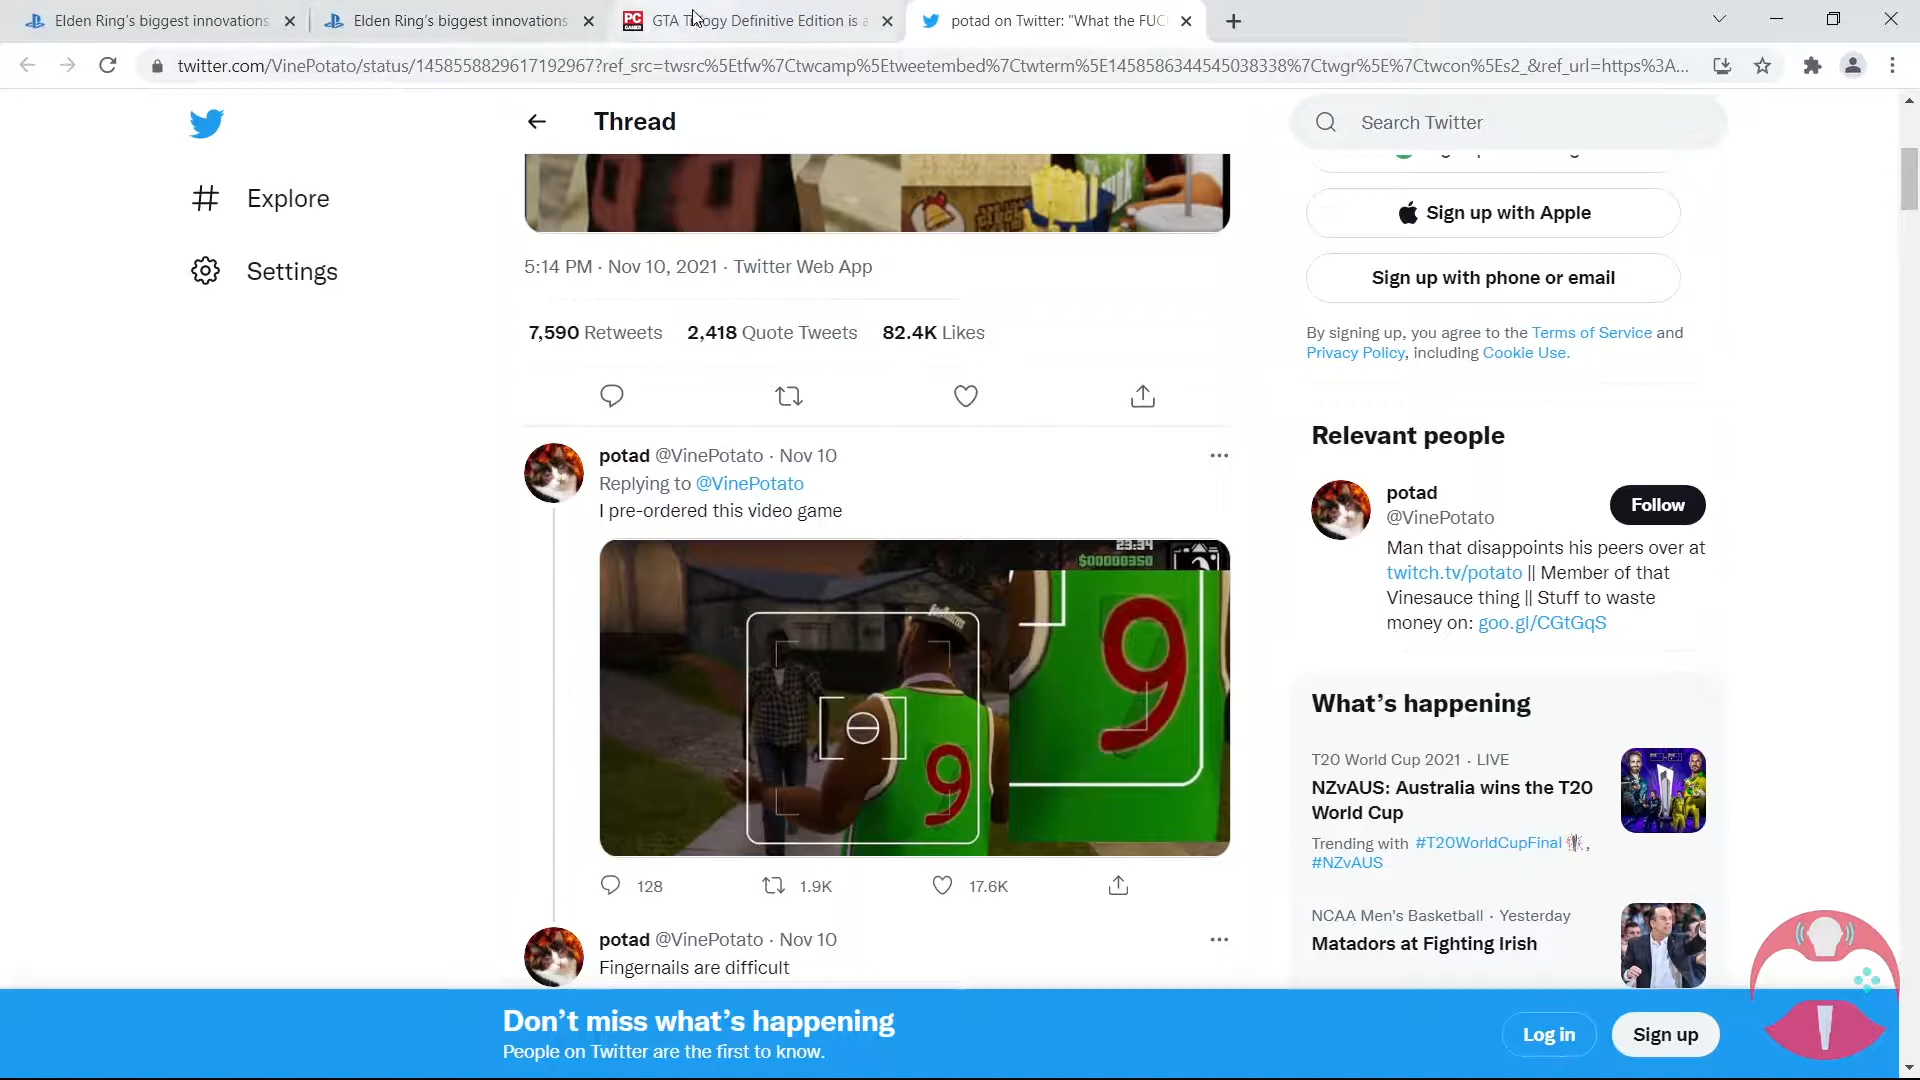 Elden Ring's biggest innovations
Elden Ring's biggest innovations
PC GAMER
GTA Trilogy Definitive Edition is a
potad on Twitter: "What the FUC
twitter.com/VinePotato/status/1458558829617192967?ref_src=twsrc%5Etfw%7Ctwcamp%5Etweetembed%7Ctwterm%5E1458586344545038338%7Ctwgr%5E%7Ctwcon%5Es2_&ref_url=https%3A...
Thread
Search Twitter
Explore
Settings
Sign up with Apple
Sign up with phone or email
By signing up, you agree to the Terms of Service and
Privacy Policy, including Cookie Use.
5:14 PM · Nov 10, 2021 · Twitter Web App
7,590 Retweets 2,418 Quote Tweets 82.4K Likes
potad @VinePotato · Nov 10
Replying to @VinePotato
I pre-ordered this video game
23:34
$00000350
9
9
128 1.9K 17.6K
potad @VinePotato · Nov 10
Fingernails are difficult
Relevant people
potad
@VinePotato
Follow
Man that disappoints his peers over at
twitch.tv/potato || Member of that
Vinesauce thing || Stuff to waste
money on: goo.gl/CGtGqS
What's happening
T20 World Cup 2021 · LIVE
NZvAUS: Australia wins the T20
World Cup
Trending with #T20WorldCupFinal ,
#NZvAUS
NCAA Men's Basketball · Yesterday
Matadors at Fighting Irish
Don't miss what's happening
People on Twitter are the first to know.
Log in
Sign up